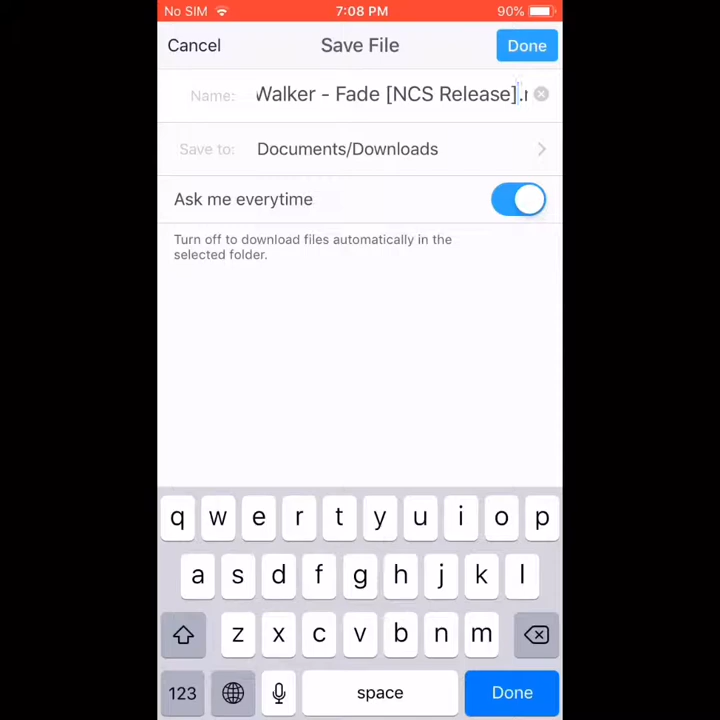 No SIM 7:08 PM 90%
Cancel Save File Done
Name: Walker - Fade [NCS Release].
Save to: Documents/Downloads
Ask me everytime
Turn off to download files automatically in the
selected folder.
q w e r t y u i o p
a s d f g h j k l
z x c v b n m
123 space Done